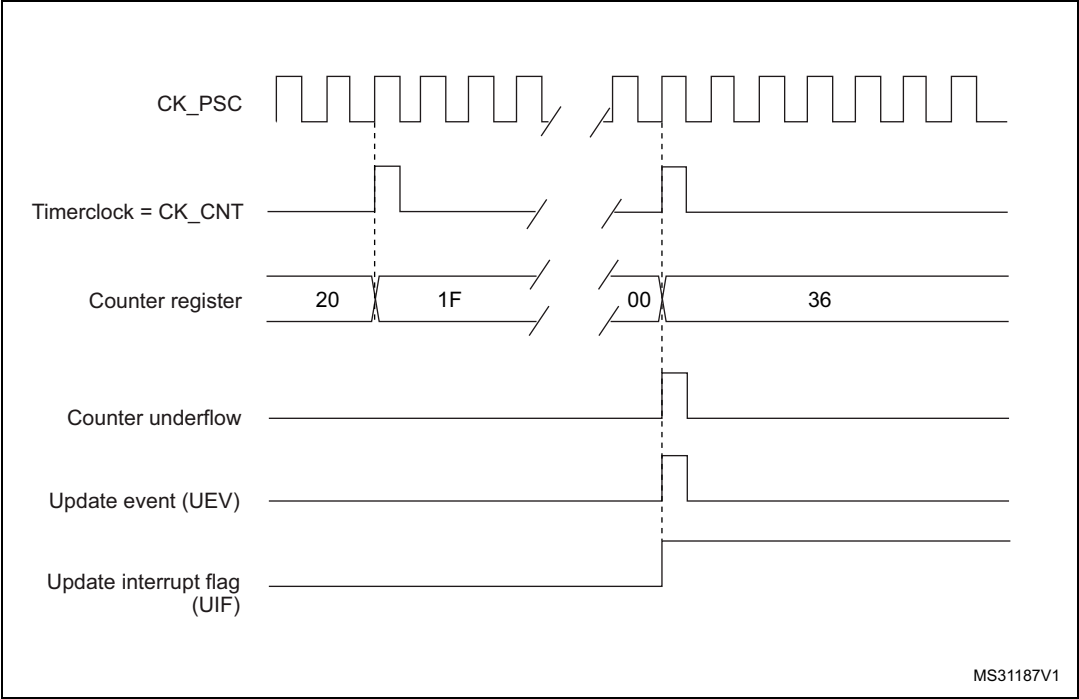 CK_PSC
Timerclock = CK_CNT
Counter register
20
1F
00
36
Counter underflow
Update event (UEV)
Update interrupt flag
(UIF)
MS31187V1